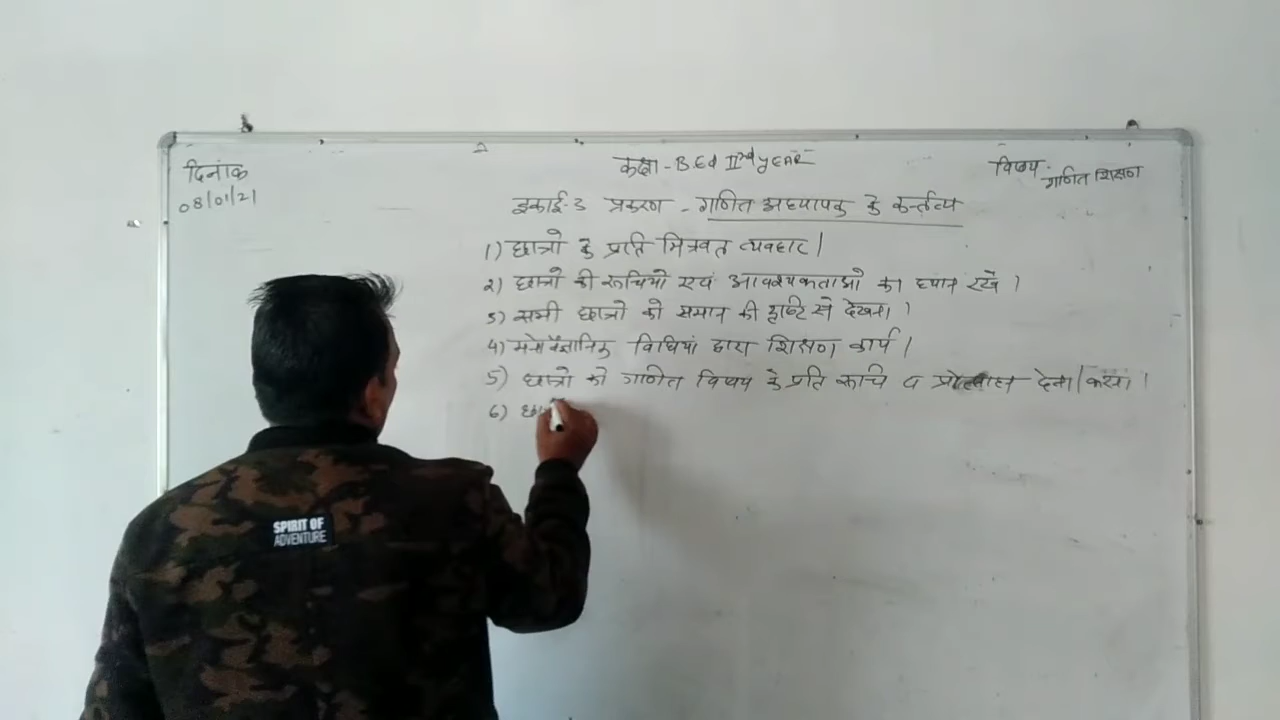 दिनांक
08/01/21
कक्षा - B.Ed IInd YEAR
विषय - गणित शिक्षण
इकाई-3 प्रकरण - गणित अध्यापक के कर्त्तव्य
1) छात्रो के प्रति मित्रवत व्यवहार।
2) छात्रो की रूचियो एवं आवश्यकताओ का ध्यान रखे।
3) सभी छात्रो को समान की दृष्टि से देखना।
4) मनोवैज्ञानिक विधियां द्वारा शिक्षण कार्य।
5) छात्रो को गणित विषय के प्रति रूचि व देना/करना।
6)
SPIRIT OF
ADVENTURE